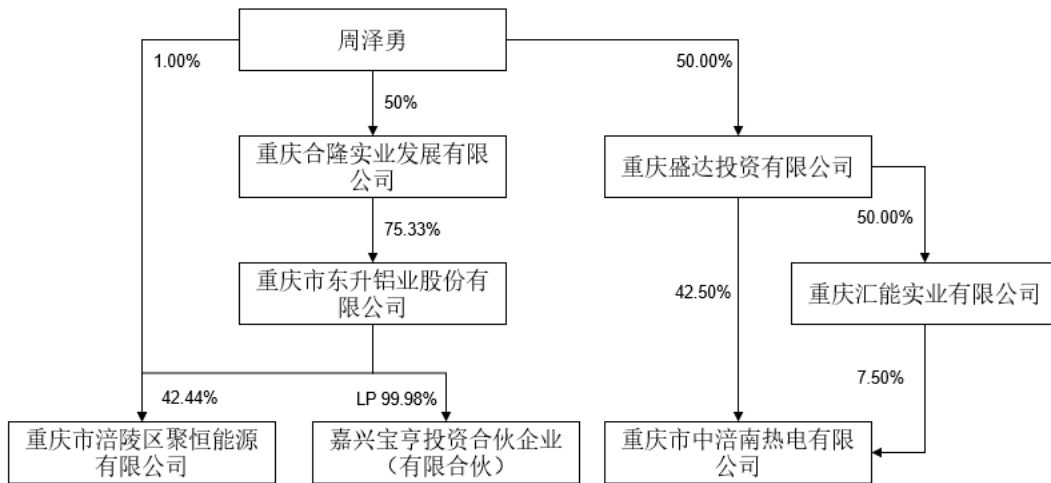 周泽勇
1.00%
50%
50.00%
重庆合隆实业发展有限
公司
重庆盛达投资有限公司
75.33%
50.00%
重庆市东升铝业股份有
限公司
42.50%
重庆汇能实业有限公司
42.44%
LP 99.98%
7.50%
重庆市涪陵区聚恒能源
有限公司
嘉兴宝亨投资合伙企业
（有限合伙）
重庆市中涪南热电有限
公司